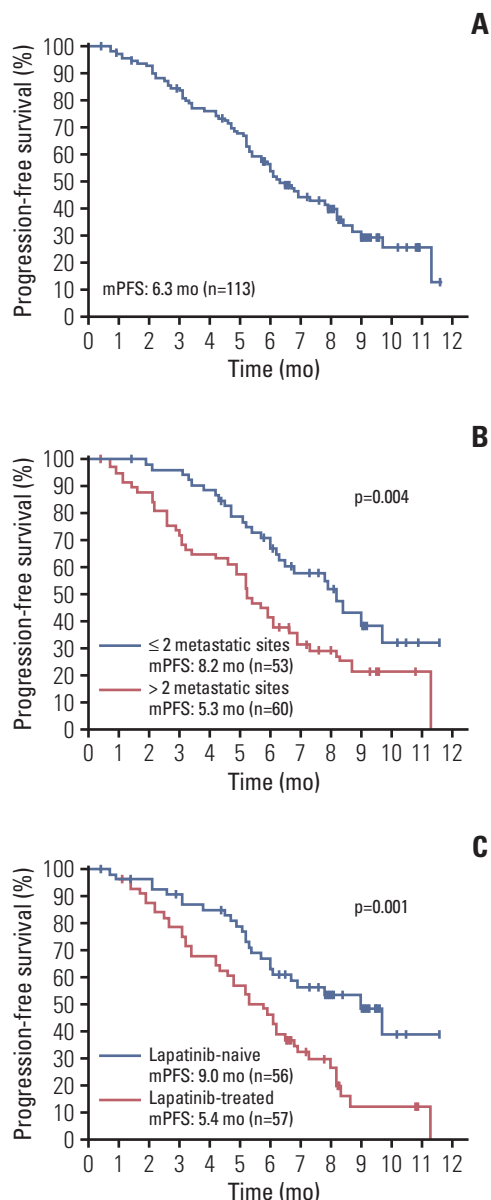 A
Progression-free survival (%)
100
90
80
70
60
50
40
30
20
10
0
mPFS: 6.3 mo (n=113)
0 1 2 3 4 5 6 7 8 9 10 11 12
Time (mo)
B
Progression-free survival (%)
100
90
80
70
60
50
40
30
20
10
0
p=0.004
≤ 2 metastatic sites
mPFS: 8.2 mo (n=53)
> 2 metastatic sites
mPFS: 5.3 mo (n=60)
0 1 2 3 4 5 6 7 8 9 10 11 12
Time (mo)
C
Progression-free survival (%)
100
90
80
70
60
50
40
30
20
10
0
p=0.001
Lapatinib-naive
mPFS: 9.0 mo (n=56)
Lapatinib-treated
mPFS: 5.4 mo (n=57)
0 1 2 3 4 5 6 7 8 9 10 11 12
Time (mo)